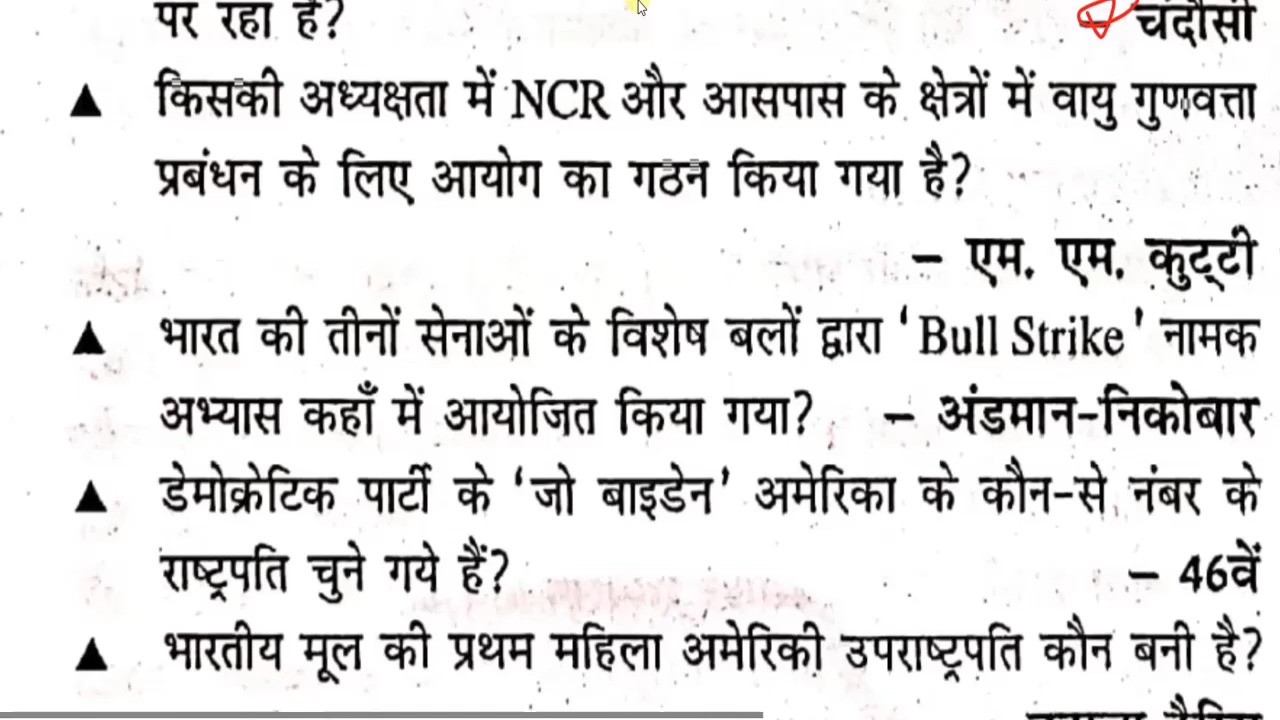 पर रहा है? – चंदौसी
▲ किसकी अध्यक्षता में NCR और आसपास के क्षेत्रों में वायु गुणवत्ता
प्रबंधन के लिए आयोग का गठन किया गया है?
– एम. एम. कुट्टी
▲ भारत की तीनों सेनाओं के विशेष बलों द्वारा ‘Bull Strike’ नामक
अभ्यास कहाँ में आयोजित किया गया? – अंडमान-निकोबार
▲ डेमोक्रेटिक पार्टी के ‘जो बाइडेन’ अमेरिका के कौन-से नंबर के
राष्ट्रपति चुने गये हैं? – 46वें
▲ भारतीय मूल की प्रथम महिला अमेरिकी उपराष्ट्रपति कौन बनी है?